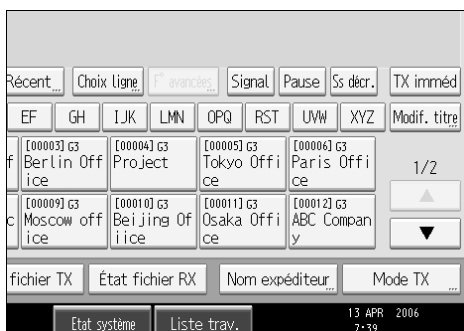 Récent Choix ligne F° avancées Signal Pause Ss décr. TX imméd
EF GH IJK LMN OPQ RST UVW XYZ Modif. titre
[00003] G3 [00004] G3 [00005] G3 [00006] G3
f Berlin Off Project Tokyo Offi Paris Offi 1/2
ice ce ce
[00009] G3 [00010] G3 [00011] G3 [00012] G3
c Moscow off Beijing Of Osaka Offi ABC Compan
ice iice ce y
fichier TX État fichier RX Nom expéditeur Mode TX
Etat système Liste trav. 13 APR 2006
7:39